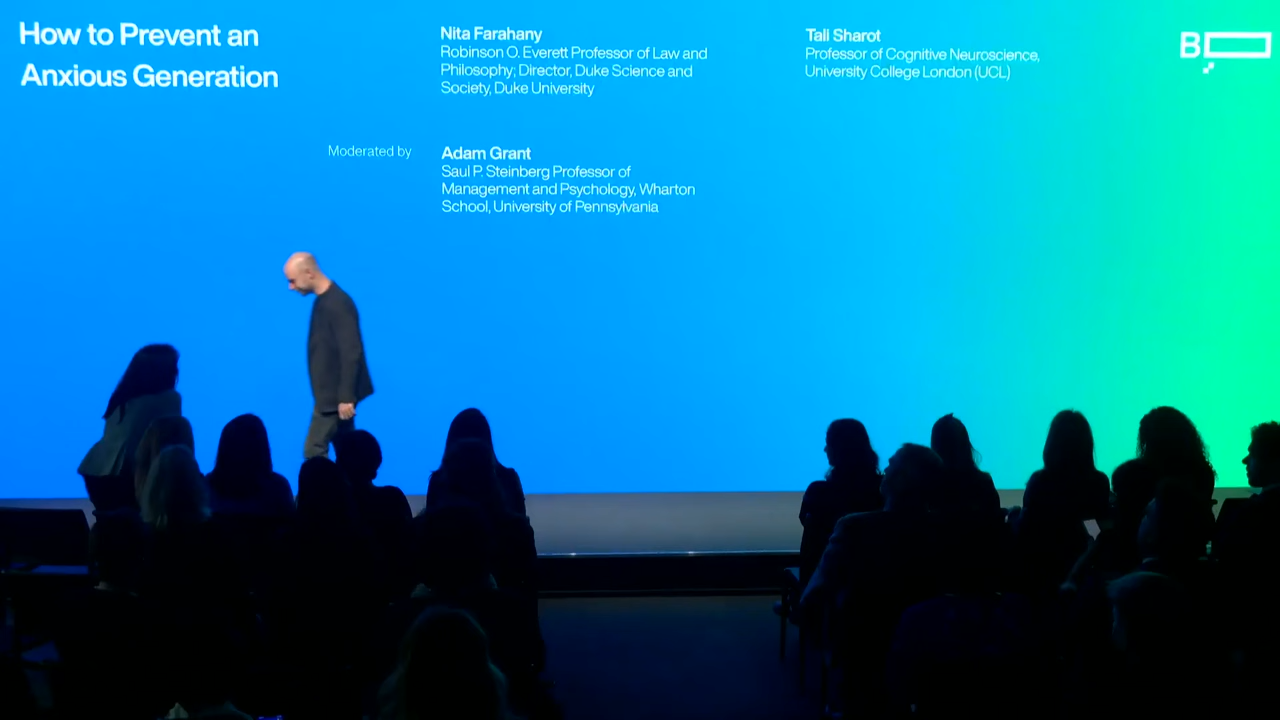 How to Prevent an
Anxious Generation
Nita Farahany
Robinson O. Everett Professor of Law and
Philosophy; Director, Duke Science and
Society, Duke University
Tali Sharot
Professor of Cognitive Neuroscience,
University College London (UCL)
B
Moderated by
Adam Grant
Saul P. Steinberg Professor of
Management and Psychology, Wharton
School, University of Pennsylvania